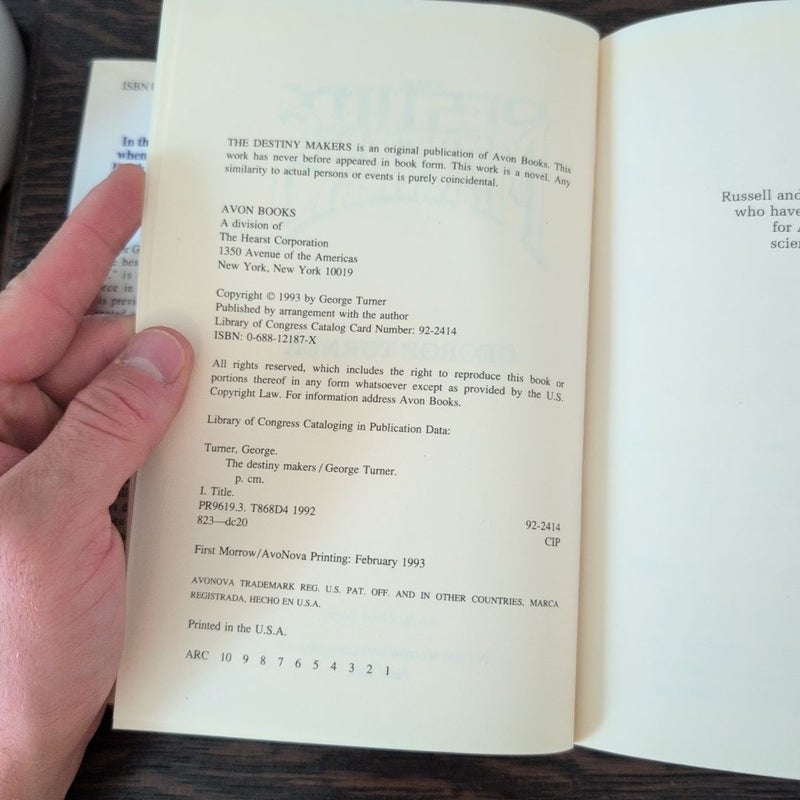 ISBN
In th
when
THE DESTINY MAKERS is an original publication of Avon Books. This
work has never before appeared in book form. This work is a novel. Any
similarity to actual persons or events is purely coincidental.
AVON BOOKS
A division of
The Hearst Corporation
1350 Avenue of the Americas
New York, New York 10019
Copyright © 1993 by George Turner
Published by arrangement with the author
Library of Congress Catalog Card Number: 92-2414
ISBN: 0-688-12187-X
All rights reserved, which includes the right to reproduce this book or
portions thereof in any form whatsoever except as provided by the U.S.
Copyright Law. For information address Avon Books.
Library of Congress Cataloging in Publication Data:
Turner, George.
The destiny makers / George Turner.
p. cm.
I. Title.
PR9619.3. T868D4 1992
823—dc20
92-2414
CIP
First Morrow/AvoNova Printing: February 1993
AVONOVA TRADEMARK REG. U.S. PAT. OFF. AND IN OTHER COUNTRIES, MARCA
REGISTRADA, HECHO EN U.S.A.
Printed in the U.S.A.
ARC 10 9 8 7 6 5 4 3 2 1
Russell and
who have
for
scien